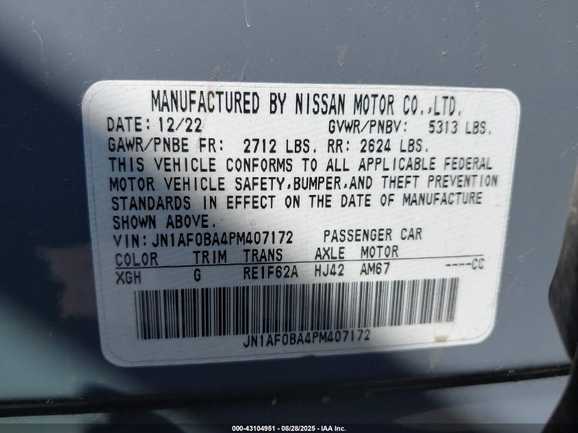 MANUFACTURED BY NISSAN MOTOR CO.,LTD.
DATE: 12/22 GVWR/PNBV: 5313 LBS.
GAWR/PNBE FR: 2712 LBS. RR: 2624 LBS.
THIS VEHICLE CONFORMS TO ALL APPLICABLE FEDERAL
MOTOR VEHICLE SAFETY,BUMPER,AND THEFT PREVENTION
STANDARDS IN EFFECT ON THE DATE OF MANUFACTURE
SHOWN ABOVE.
VIN: JN1AF0BA4PM407172 PASSENGER CAR
COLOR TRIM TRANS AXLE MOTOR
XGH G RE1F62A HJ42 AM67 ----CC
JN1AF0BA4PM407172
000-43104951 - 08/28/2025 - IAA Inc.